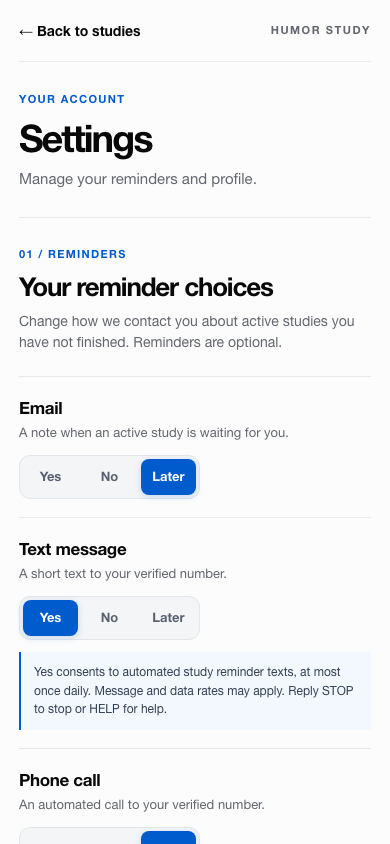 ← Back to studies
HUMOR STUDY
YOUR ACCOUNT
Settings
Manage your reminders and profile.
01 / REMINDERS
Your reminder choices
Change how we contact you about active studies you
have not finished. Reminders are optional.
Email
A note when an active study is waiting for you.
Yes No Later
Text message
A short text to your verified number.
Yes No Later
Yes consents to automated study reminder texts, at most
once daily. Message and data rates may apply. Reply STOP
to stop or HELP for help.
Phone call
An automated call to your verified number.